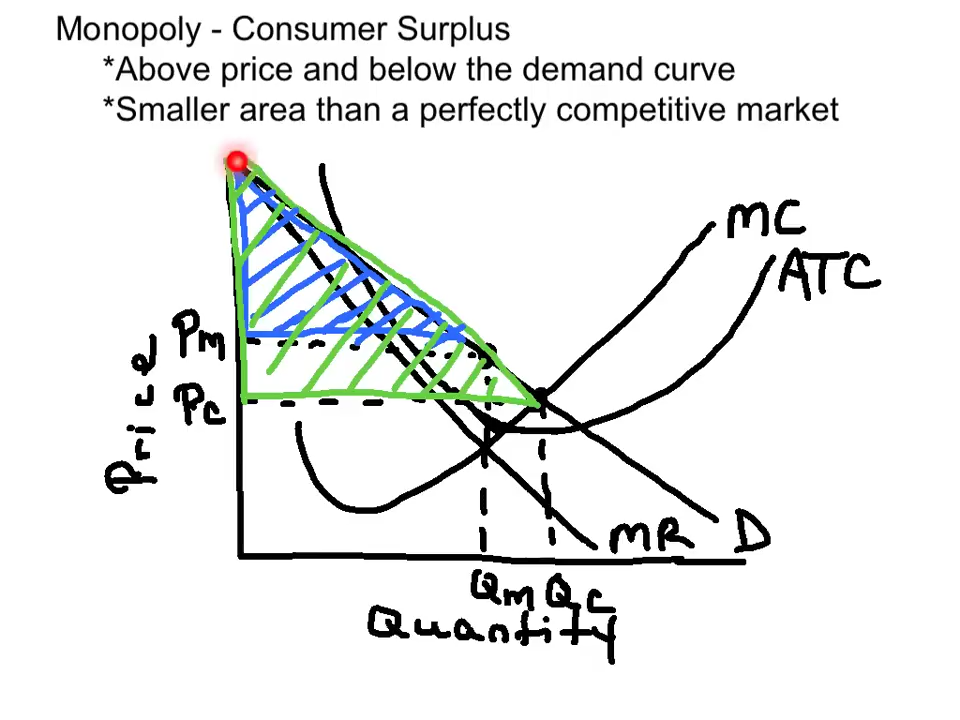 Monopoly - Consumer Surplus
*Above price and below the demand curve
*Smaller area than a perfectly competitive market
MC
ATC
Pm
Pc
Price
MR
D
Qm Qc
Quantity